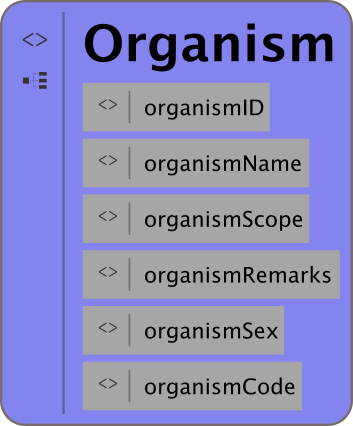 <> Organism
<> organismID
<> organismName
<> organismScope
<> organismRemarks
<> organismSex
<> organismCode